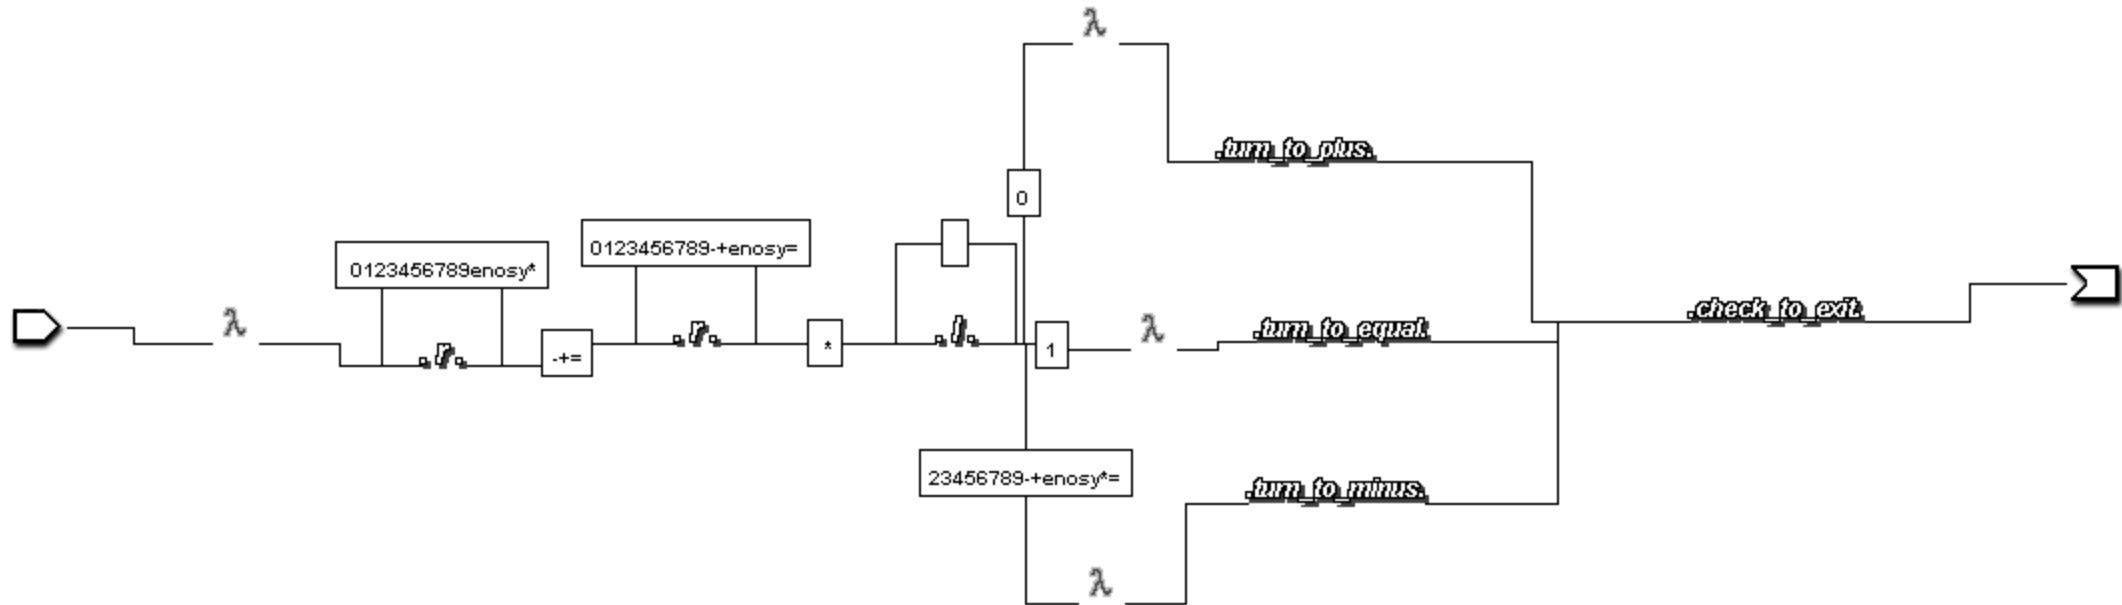 λ
0
.turn_to_plus.
0123456789-+enosy=
0123456789enosy*
λ
.r.
-+=
.r.
*
.l.
1
λ
.turn_to_equal.
.check_to_exit.
23456789-+enosy*=
.turn_to_minus.
λ